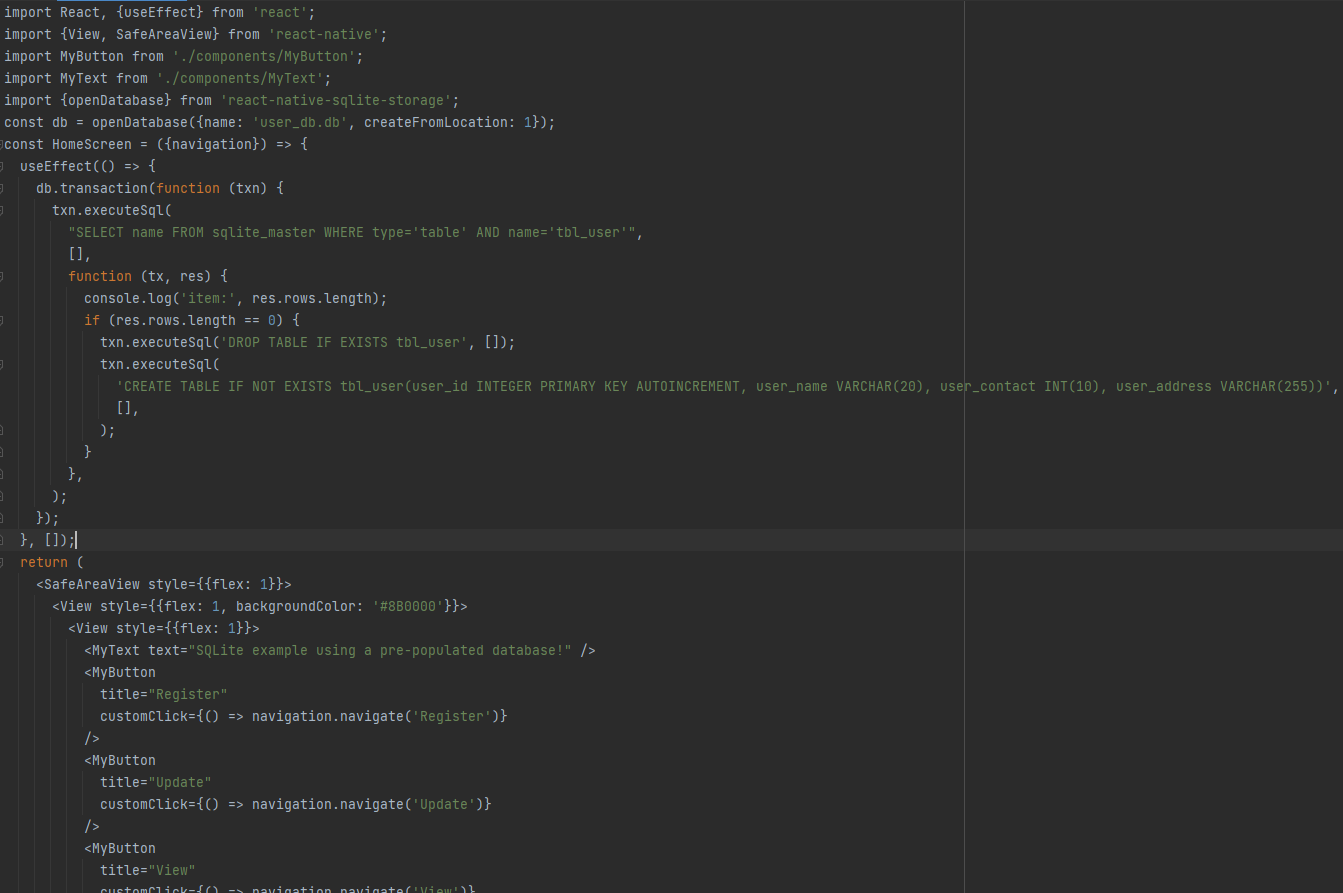 import React, {useEffect} from 'react';
import {View, SafeAreaView} from 'react-native';
import MyButton from './components/MyButton';
import MyText from './components/MyText';
import {openDatabase} from 'react-native-sqlite-storage';
const db = openDatabase({name: 'user_db.db', createFromLocation: 1});
const HomeScreen = ({navigation}) => {
  useEffect(() => {
    db.transaction(function (txn) {
      txn.executeSql(
        "SELECT name FROM sqlite_master WHERE type='table' AND name='tbl_user'",
        [],
        function (tx, res) {
          console.log('item:', res.rows.length);
          if (res.rows.length == 0) {
            txn.executeSql('DROP TABLE IF EXISTS tbl_user', []);
            txn.executeSql(
              'CREATE TABLE IF NOT EXISTS tbl_user(user_id INTEGER PRIMARY KEY AUTOINCREMENT, user_name VARCHAR(20), user_contact INT(10), user_address VARCHAR(255))',
              [],
            );
          }
        },
      );
    });
  }, []);
  return (
    <SafeAreaView style={{flex: 1}}>
      <View style={{flex: 1, backgroundColor: '#8B0000'}}>
        <View style={{flex: 1}}>
          <MyText text="SQLite example using a pre-populated database!" />
          <MyButton
            title="Register"
            customClick={() => navigation.navigate('Register')}
          />
          <MyButton
            title="Update"
            customClick={() => navigation.navigate('Update')}
          />
          <MyButton
            title="View"
            customClick={() => navigation.navigate('View')}